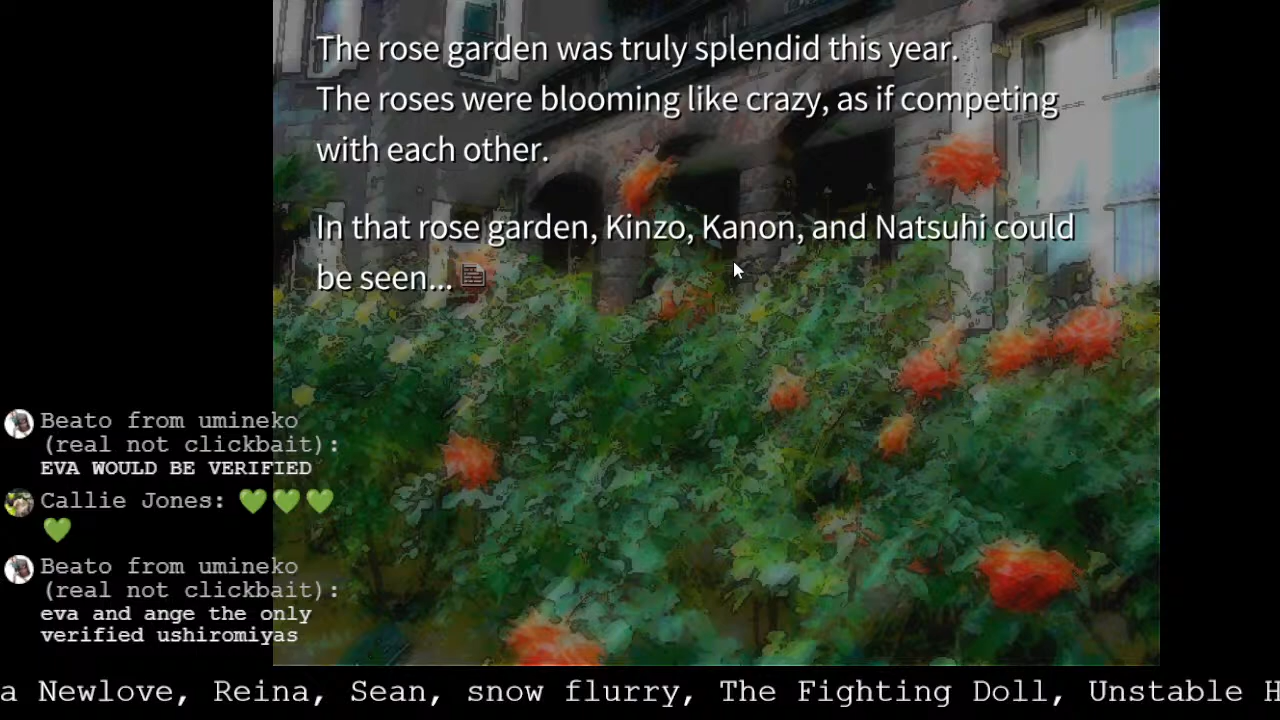 The rose garden was truly splendid this year.
The roses were blooming like crazy, as if competing
with each other.
In that rose garden, Kinzo, Kanon, and Natsuhi could
be seen...
Beato from umineko
(real not clickbait):
EVA WOULD BE VERIFIED
Callie Jones: 💚💚💚
💚
Beato from umineko
(real not clickbait):
eva and ange the only
verified ushiromiyas
a Newlove, Reina, Sean, snow flurry, The Fighting Doll, Unstable H